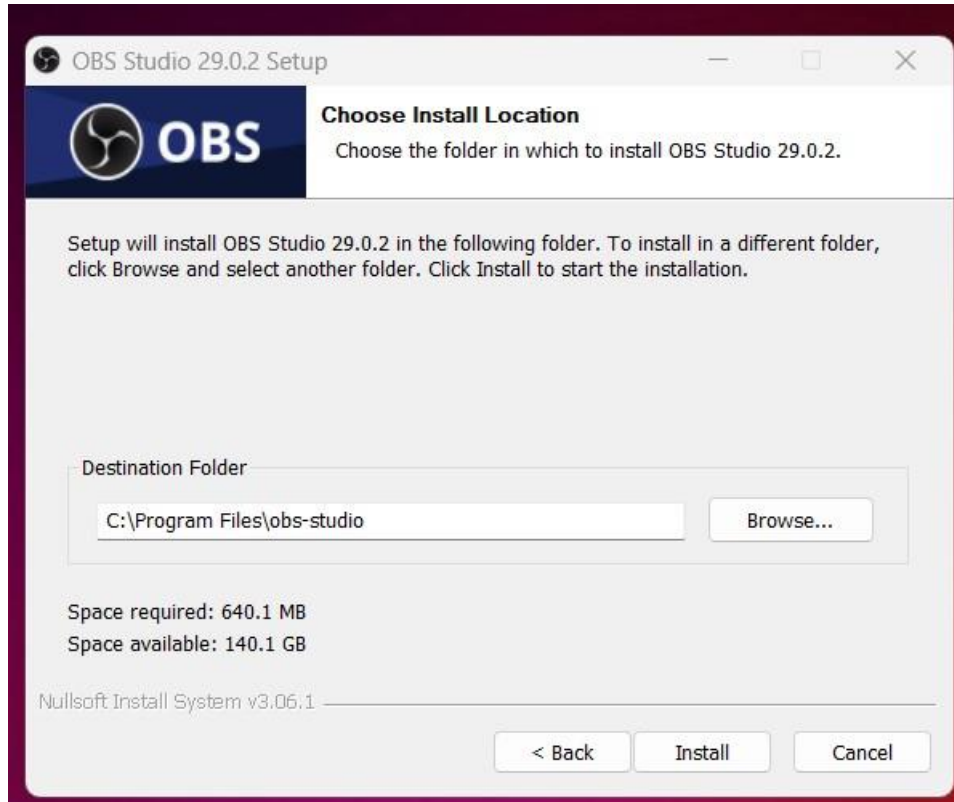 OBS Studio 29.0.2 Setup
OBS
Choose Install Location
Choose the folder in which to install OBS Studio 29.0.2.
Setup will install OBS Studio 29.0.2 in the following folder. To install in a different folder,
click Browse and select another folder. Click Install to start the installation.
Destination Folder
C:\Program Files\obs-studio
Browse...
Space required: 640.1 MB
Space available: 140.1 GB
Nullsoft Install System v3.06.1
< Back
Install
Cancel